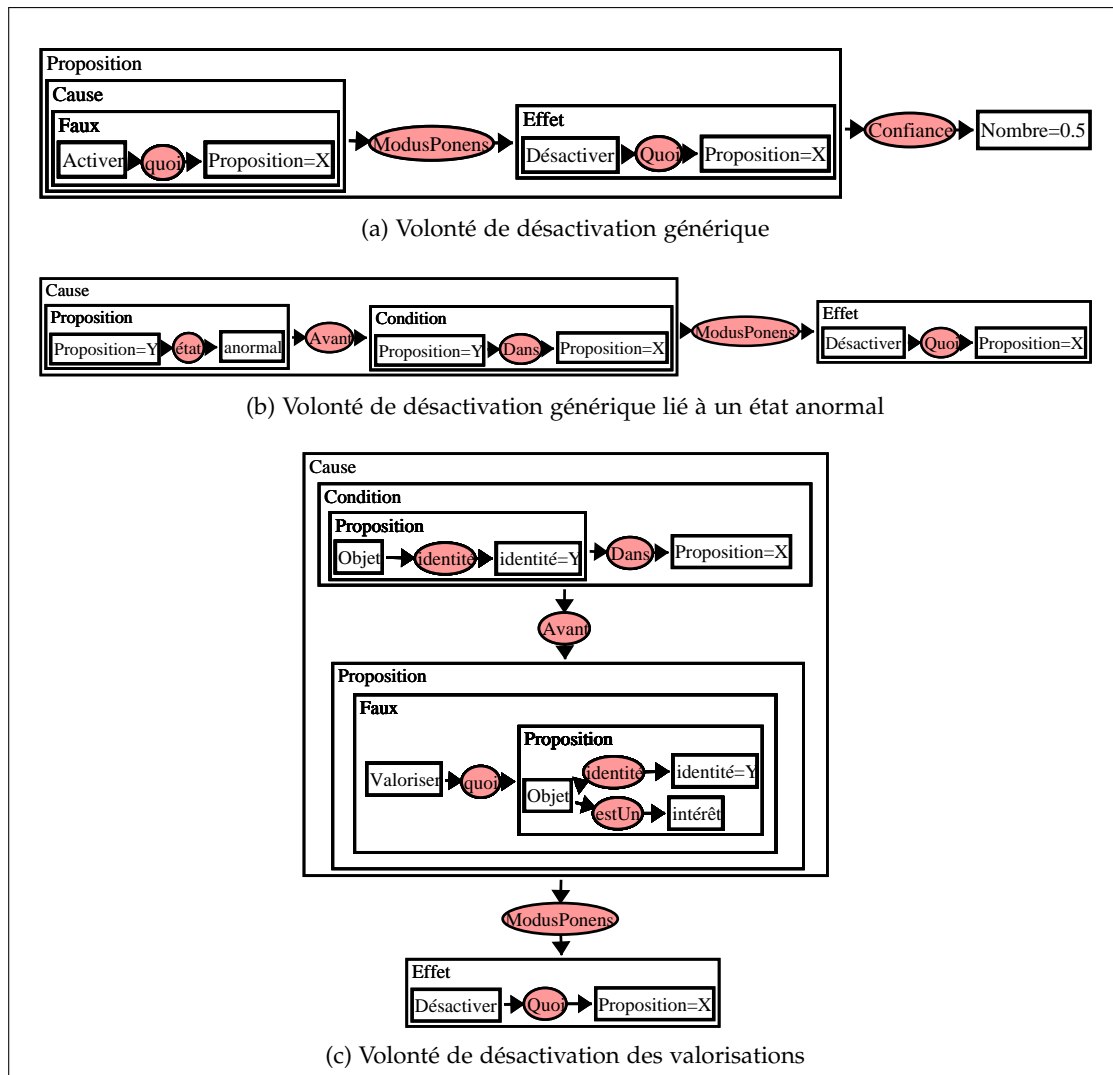 Proposition
Cause
Faux
Activer quoi Proposition=X
ModusPonens
Effet
Désactiver Quoi Proposition=X
Confiance Nombre=0.5
(a) Volonté de désactivation générique
Cause
Proposition
Proposition=Y état anormal
Avant
Condition
Proposition=Y Dans Proposition=X
ModusPonens
Effet
Désactiver Quoi Proposition=X
(b) Volonté de désactivation générique lié à un état anormal
Cause
Condition
Proposition
Objet identité identité=Y Dans Proposition=X
Avant
Proposition
Faux
Proposition
Valoriser quoi Objet identité identité=Y
estUn intérêt
ModusPonens
Effet
Désactiver Quoi Proposition=X
(c) Volonté de désactivation des valorisations